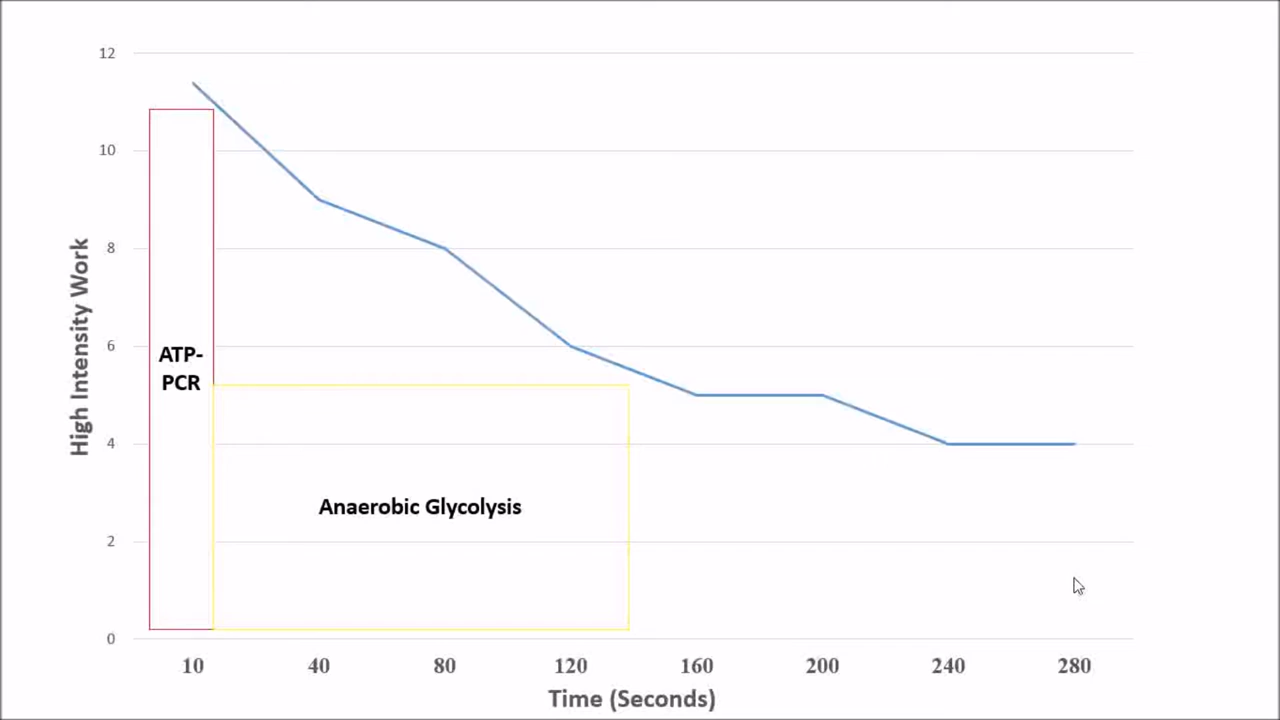 12
10
8
6
4
2
0
High Intensity Work
ATP-
PCR
Anaerobic Glycolysis
10 40 80 120 160 200 240 280
Time (Seconds)